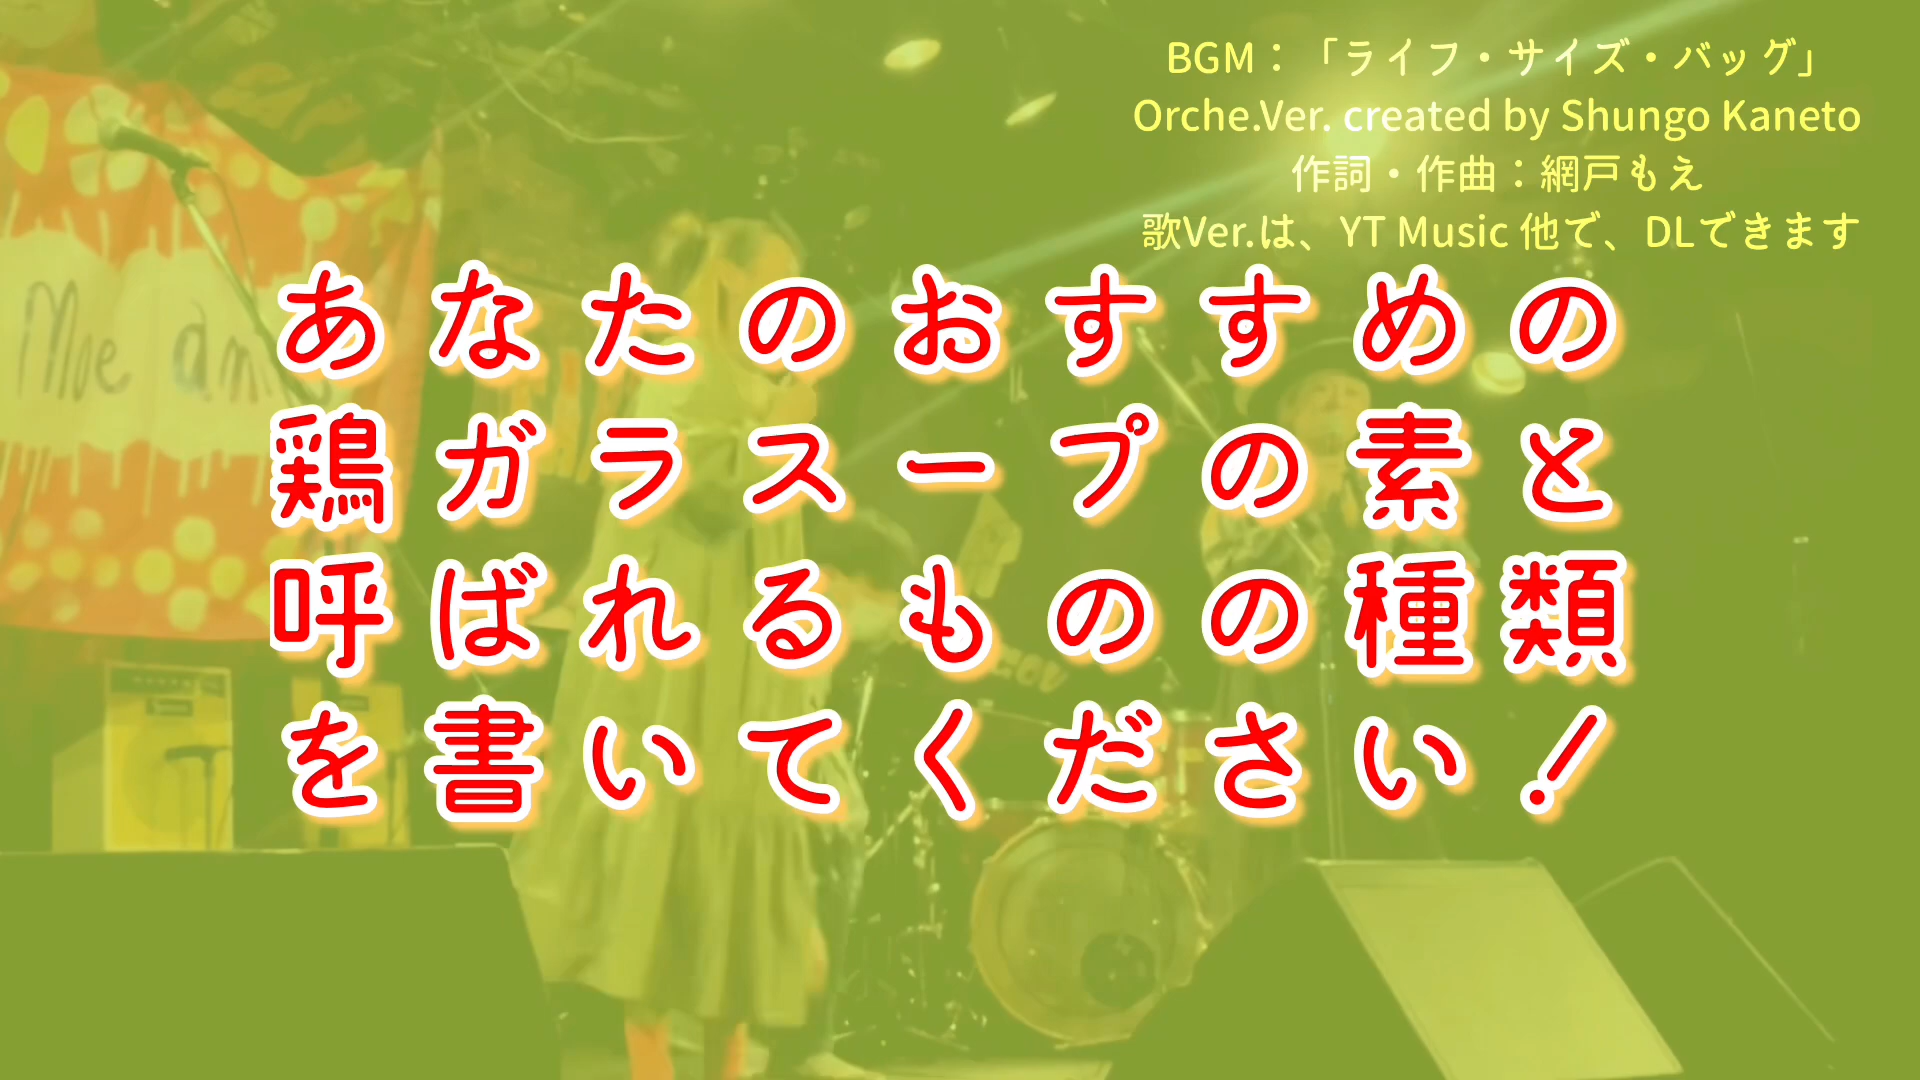 BGM：「ライフ・サイズ・バッグ」
Orche.Ver. created by Shungo Kaneto
作詞・作曲：網戸もえ
歌Ver.は、YT Music 他で、DLできます
あなたのおすすめの
鶏ガラスープの素と
呼ばれるものの種類
を書いてください！
Moe am